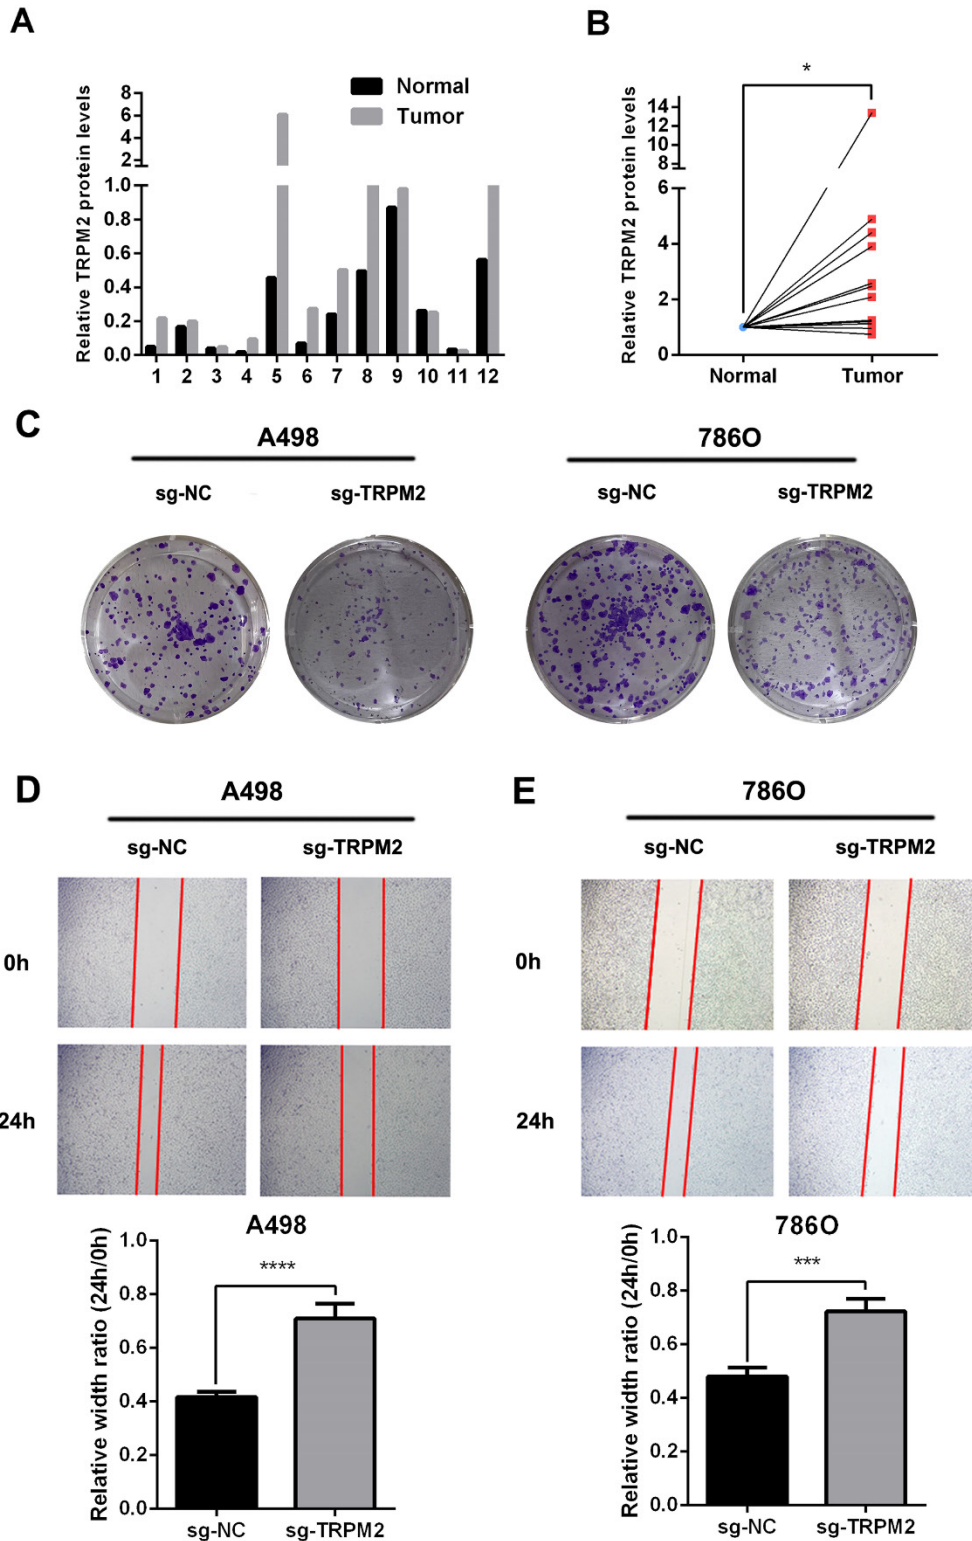 A
Normal
Tumor
Relative TRPM2 protein levels
8
6
4
2
1.0
0.8
0.6
0.4
0.2
0.0
1 2 3 4 5 6 7 8 9 10 11 12
B
*
Relative TRPM2 protein levels
14
12
10
8
6
4
2
0
Normal Tumor
C
A498 786O
sg-NC sg-TRPM2 sg-NC sg-TRPM2
D
A498
sg-NC sg-TRPM2
0h
24h
A498
Relative width ratio (24h/0h)
1.0
0.8
0.6
0.4
0.2
0.0
****
sg-NC sg-TRPM2
E
786O
sg-NC sg-TRPM2
0h
24h
786O
Relative width ratio (24h/0h)
1.0
0.8
0.6
0.4
0.2
0.0
***
sg-NC sg-TRPM2